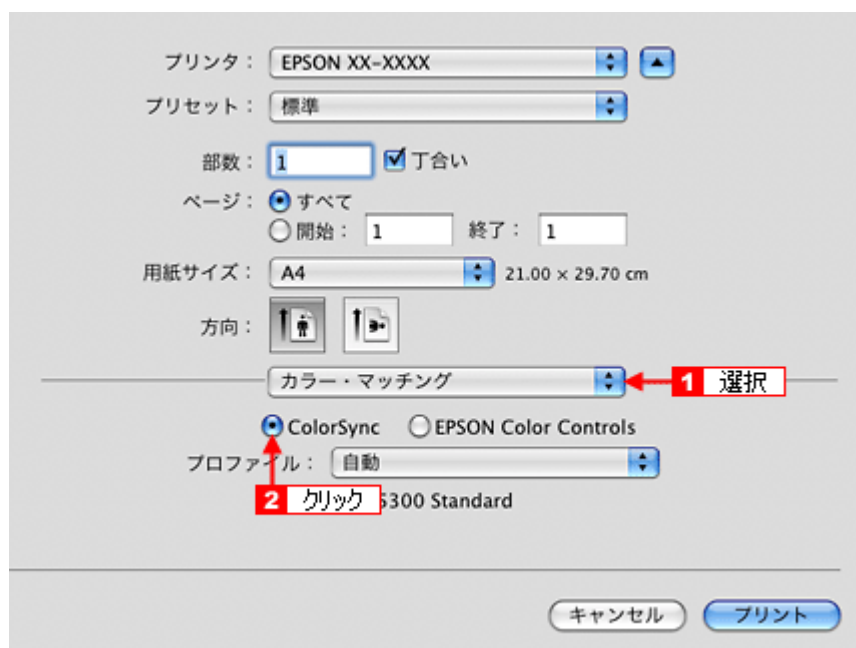 プリンタ： EPSON XX-XXXX
プリセット： 標準
部数： 1 丁合い
ページ： すべて
開始： 1 終了： 1
用紙サイズ： A4 21.00 × 29.70 cm
方向：
カラー・マッチング 1 選択
ColorSync EPSON Color Controls
プロファイル： 自動
2 クリック 5300 Standard
キャンセル プリント